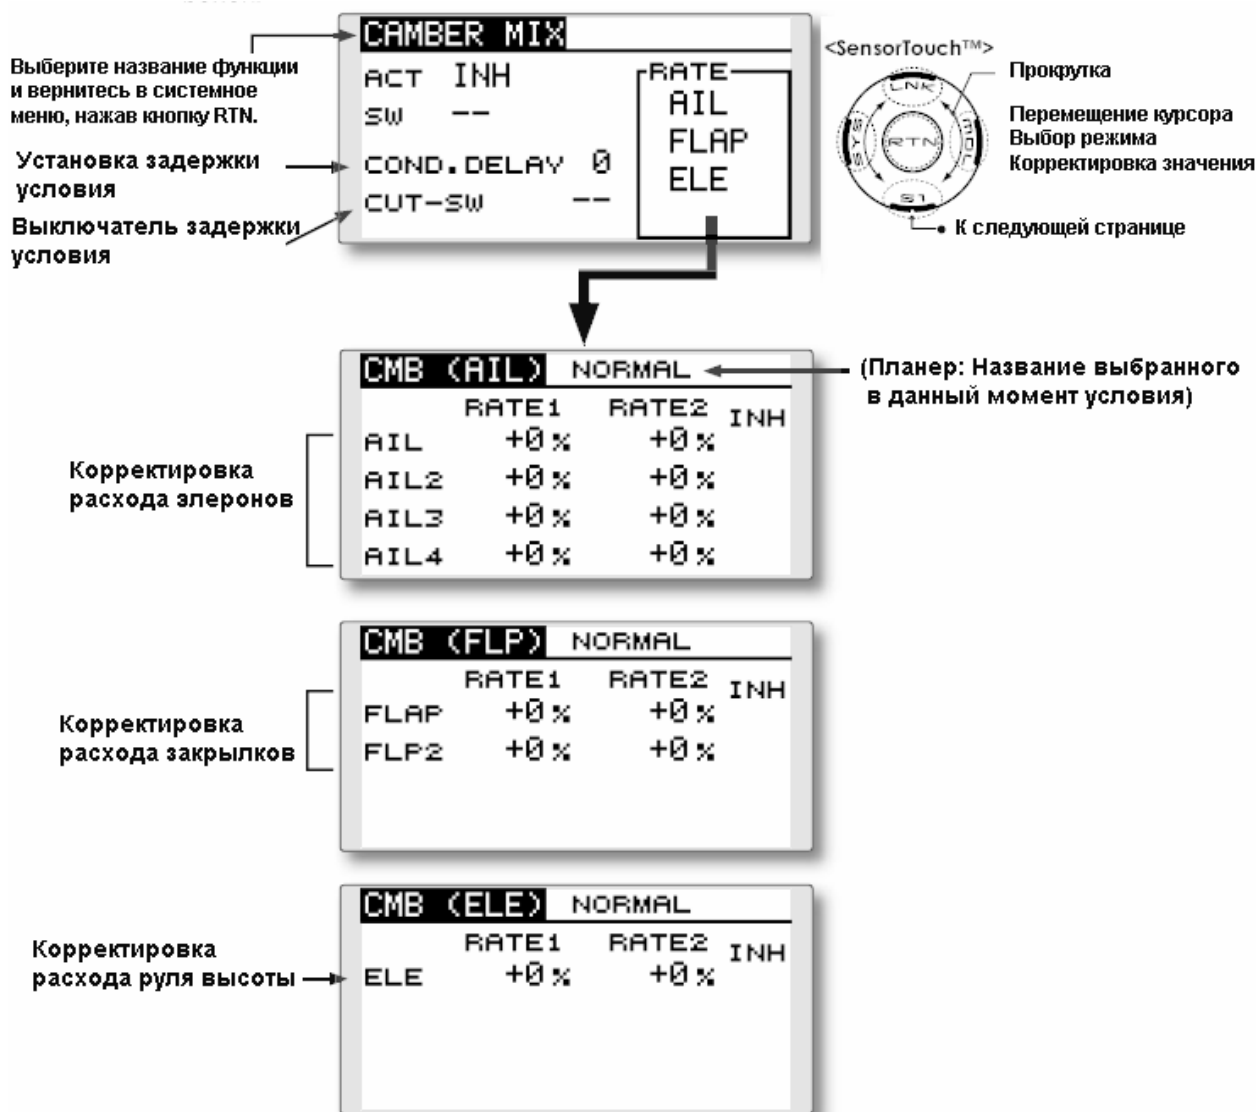 CAMBER MIX
Выберите название функции
и вернитесь в системное
меню, нажав кнопку RTN.
ACT INH
SW --
Установка задержки
условия
COND.DELAY 0
CUT-SW --
Выключатель задержки
условия
RATE
AIL
FLAP
ELE
<SensorTouch™>
LNK
SYS
RTN
MDL
S1
Прокрутка
Перемещение курсора
Выбор режима
Корректировка значения
• К следующей странице
CMB (AIL) NORMAL
(Планер: Название выбранного
в данный момент условия)
RATE1 RATE2 INH
AIL +0% +0%
AIL2 +0% +0%
AIL3 +0% +0%
AIL4 +0% +0%
Корректировка
расхода элеронов
CMB (FLP) NORMAL
RATE1 RATE2 INH
FLAP +0% +0%
FLP2 +0% +0%
Корректировка
расхода закрылков
CMB (ELE) NORMAL
RATE1 RATE2 INH
ELE +0% +0%
Корректировка
расхода руля высоты